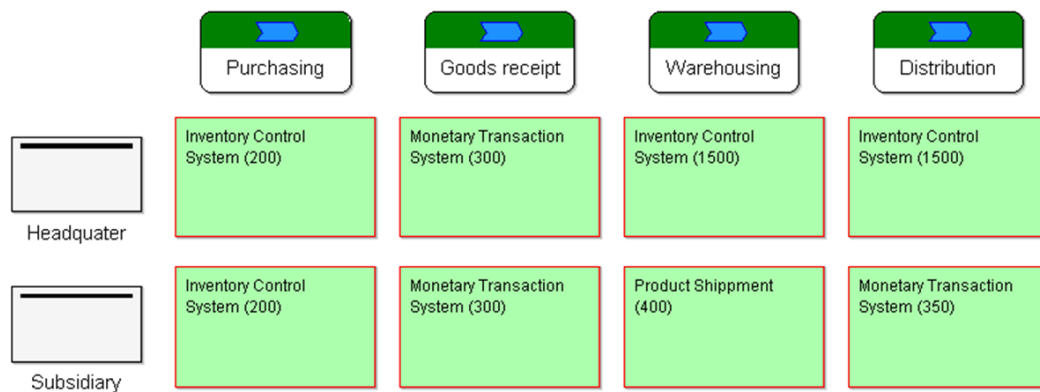 Purchasing
Goods receipt
Warehousing
Distribution
Inventory Control
System (200)
Monetary Transaction
System (300)
Inventory Control
System (1500)
Inventory Control
System (1500)
Headquater
Inventory Control
System (200)
Monetary Transaction
System (300)
Product Shippment
(400)
Monetary Transaction
System (350)
Subsidiary